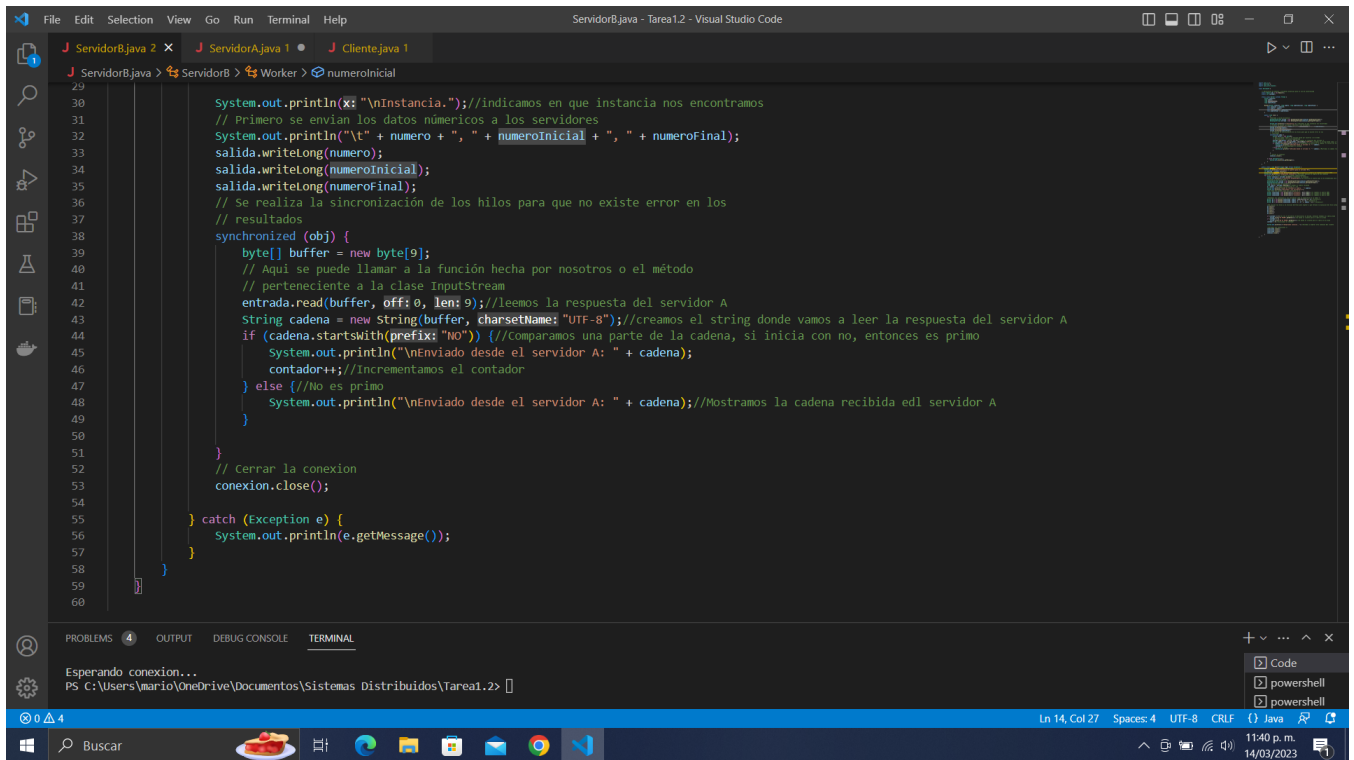 File Edit Selection View Go Run Terminal Help ServidorB.java - Tarea1.2 - Visual Studio Code
J ServidorB.java 2 × J ServidorA.java 1 ● J Cliente.java 1
J ServidorB.java > ServidorB > Worker > numeroInicial
29
30 System.out.println(x: "\nInstancia.");//indicamos en que instancia nos encontramos
31 // Primero se envian los datos númericos a los servidores
32 System.out.println("\t" + numero + ", " + numeroInicial + ", " + numeroFinal);
33 salida.writeLong(numero);
34 salida.writeLong(numeroInicial);
35 salida.writeLong(numeroFinal);
36 // Se realiza la sincronización de los hilos para que no existe error en los
37 // resultados
38 synchronized (obj) {
39 byte[] buffer = new byte[9];
40 // Aqui se puede llamar a la función hecha por nosotros o el método
41 // perteneciente a la clase InputStream
42 entrada.read(buffer, off: 0, len: 9);//leemos la respuesta del servidor A
43 String cadena = new String(buffer, charsetName: "UTF-8");//creamos el string donde vamos a leer la respuesta del servidor A
44 if (cadena.startsWith(prefix: "NO")) {//Comparamos una parte de la cadena, si inicia con no, entonces es primo
45 System.out.println("\nEnviado desde el servidor A: " + cadena);
46 contador++;//Incrementamos el contador
47 } else {//No es primo
48 System.out.println("\nEnviado desde el servidor A: " + cadena);//Mostramos la cadena recibida edl servidor A
49 }
50
51 }
52 // Cerrar la conexion
53 conexion.close();
54
55 } catch (Exception e) {
56 System.out.println(e.getMessage());
57 }
58 }
59 }
60
PROBLEMS 4 OUTPUT DEBUG CONSOLE TERMINAL
Esperando conexion...
PS C:\Users\mario\OneDrive\Documentos\Sistemas Distribuidos\Tarea1.2>
Code
powershell
powershell
0 4 Ln 14, Col 27 Spaces: 4 UTF-8 CRLF {} Java
Buscar
11:40 p. m.
14/03/2023
1